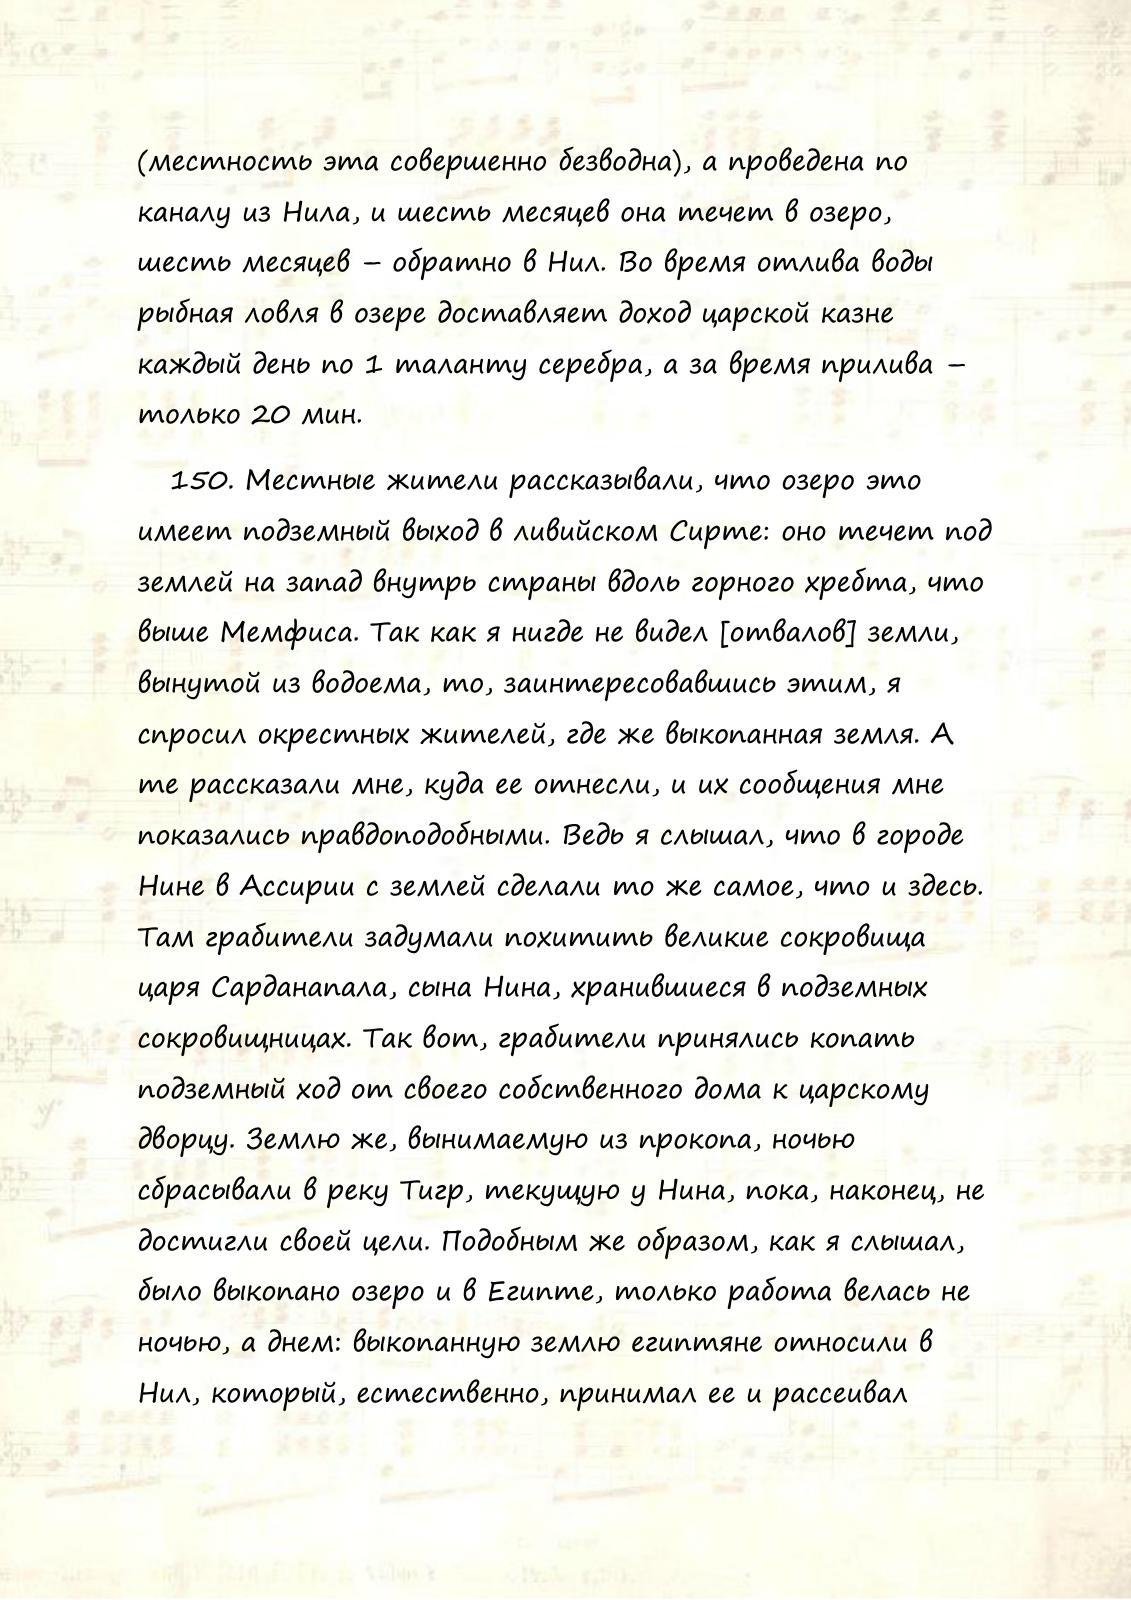 (местность эта совершенно безводна), а проведена по
каналу из Нила, и шесть месяцев она течет в озеро,
шесть месяцев – обратно в Нил. Во время отлива воды
рыбная ловля в озере доставляет доход царской казне
каждый день по 1 таланту серебра, а за время прилива –
только 20 мин.
150. Местные жители рассказывали, что озеро это
имеет подземный выход в ливийском Сирте: оно течет под
землей на запад внутрь страны вдоль горного хребта, что
выше Мемфиса. Так как я нигде не видел [отвалов] земли,
вынутой из водоема, то, заинтересовавшись этим, я
спросил окрестных жителей, где же выкопанная земля. А
те рассказали мне, куда ее отнесли, и их сообщения мне
показались правдоподобными. Ведь я слышал, что в городе
Нине в Ассирии с землей сделали то же самое, что и здесь.
Там грабители задумали похитить великие сокровища
царя Сарданапала, сына Нина, хранившиеся в подземных
сокровищницах. Так вот, грабители принялись копать
подземный ход от своего собственного дома к царскому
дворцу. Землю же, вынимаемую из прокопа, ночью
сбрасывали в реку Тигр, текущую у Нина, пока, наконец, не
достигли своей цели. Подобным же образом, как я слышал,
было выкопано озеро и в Египте, только работа велась не
ночью, а днем: выкопанную землю египтяне относили в
Нил, который, естественно, принимал ее и рассеивал